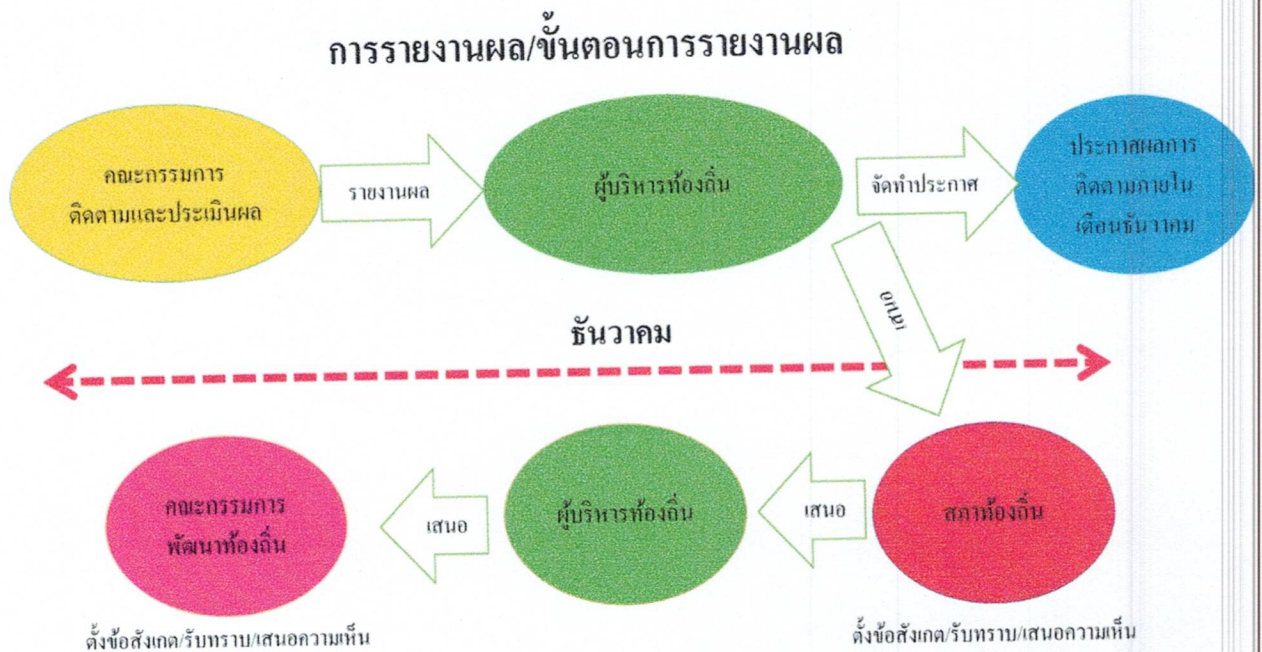 การรายงานผล/ขั้นตอนการรายงานผล
คณะกรรมการ
ติดตามและประเมินผล
รายงานผล
ผู้บริหารท้องถิ่น
จัดทำประกาศ
ประกาศผลการ
ติดตามภายใน
เดือนธันวาคม
เสนอ
ธันวาคม
คณะกรรมการ
พัฒนาท้องถิ่น
เสนอ
ผู้บริหารท้องถิ่น
เสนอ
สภาท้องถิ่น
ตั้งข้อสังเกต/รับทราบ/เสนอความเห็น
ตั้งข้อสังเกต/รับทราบ/เสนอความเห็น